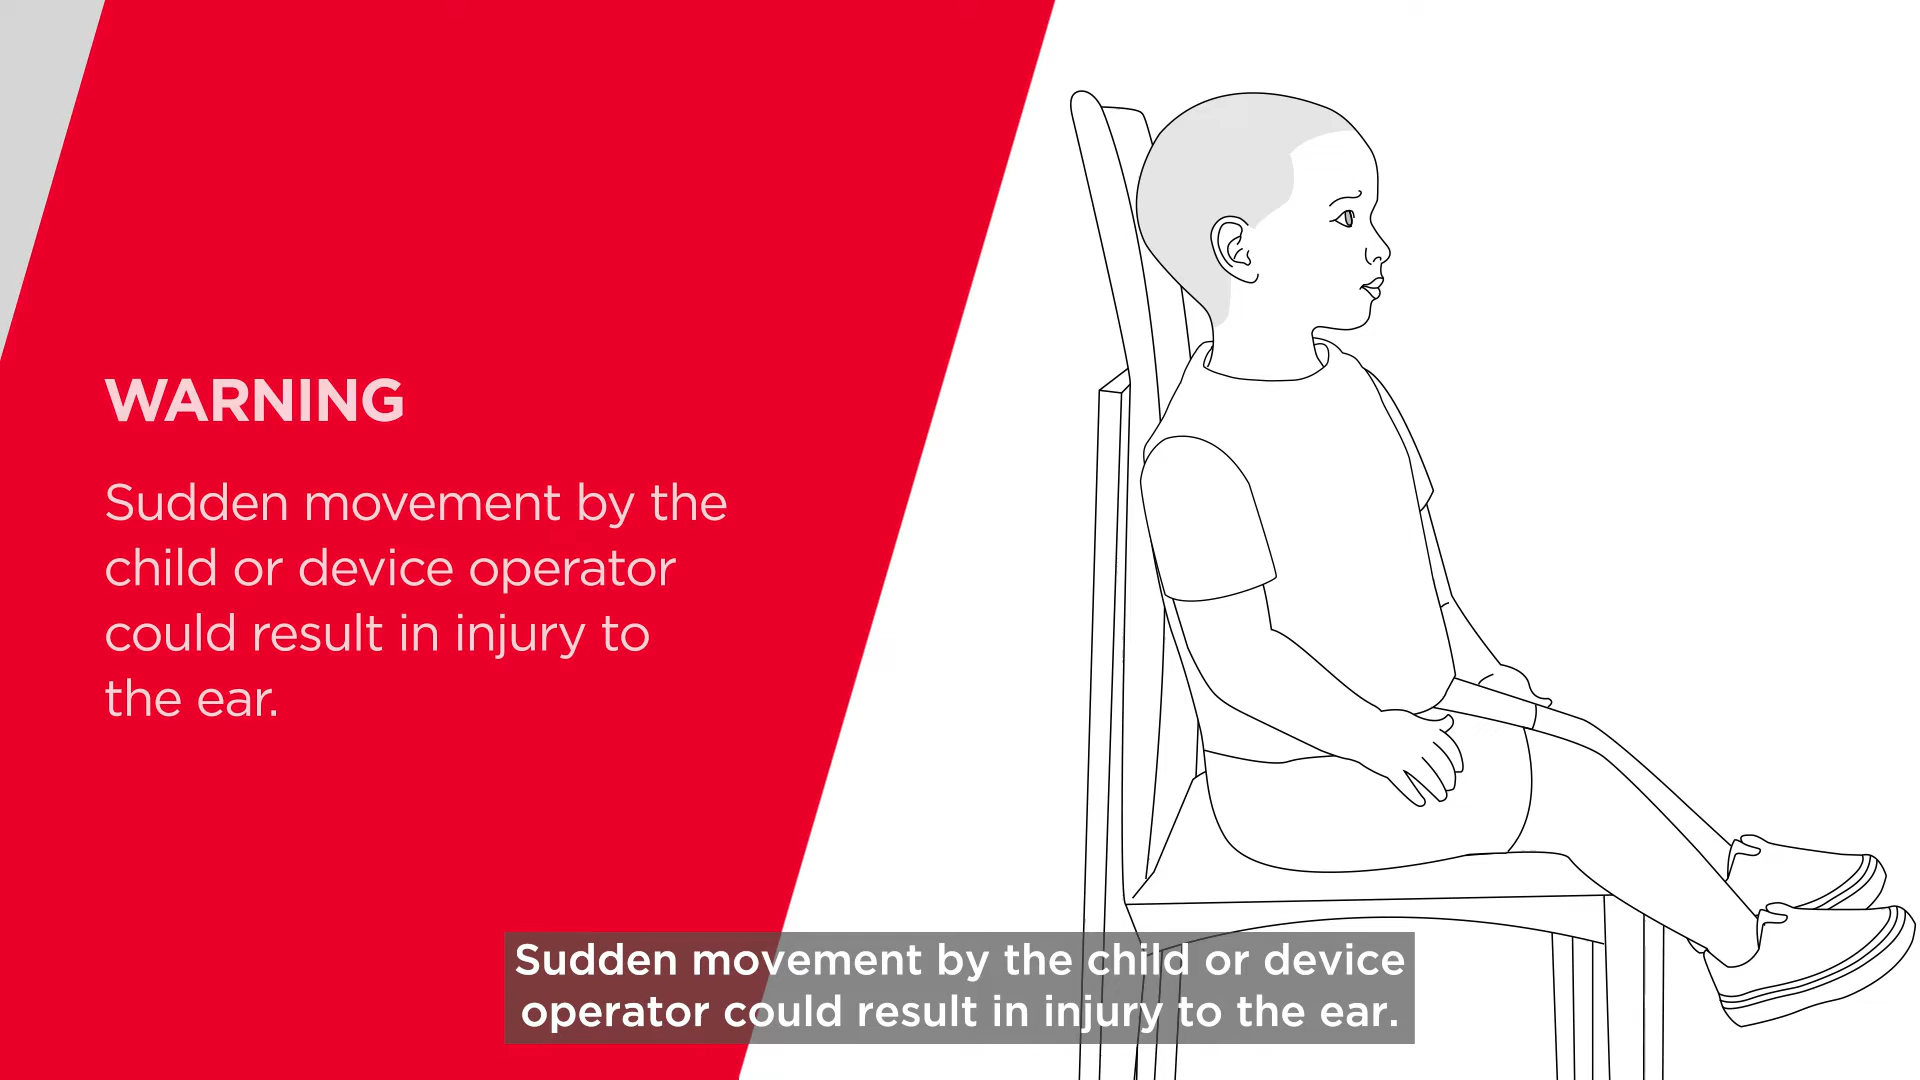 WARNING
Sudden movement by the
child or device operator
could result in injury to
the ear.
Sudden movement by the child or device
operator could result in injury to the ear.